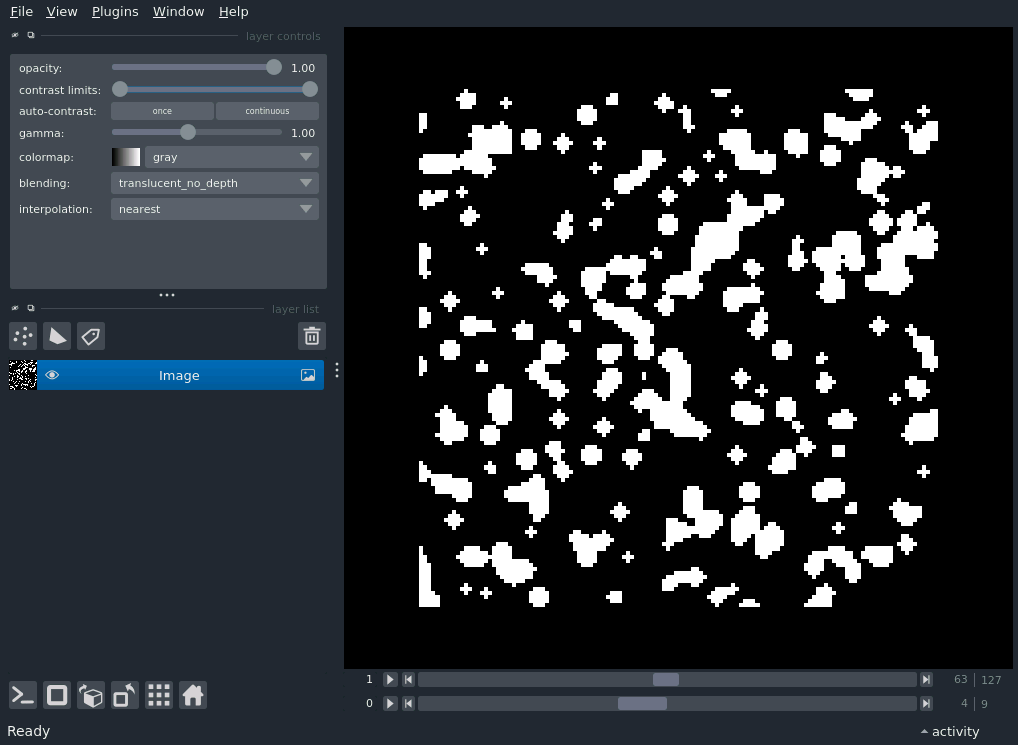 File View Plugins Window Help
layer controls
opacity: 1.00
contrast limits:
auto-contrast: once continuous
gamma: 1.00
colormap: gray
blending: translucent_no_depth
interpolation: nearest
layer list
Image
1 63 127
0 4 9
Ready activity